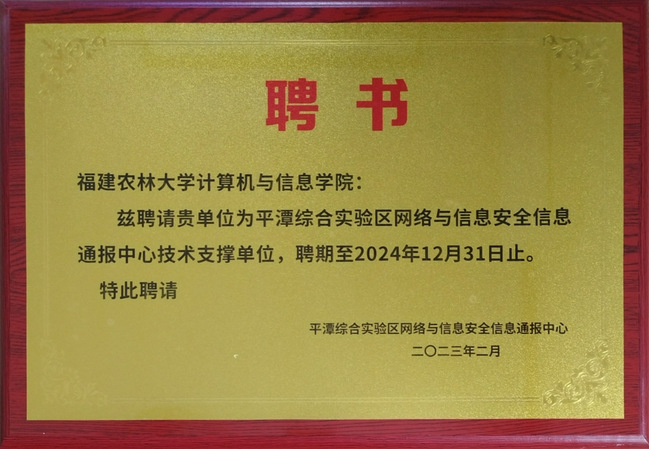 聘书
福建农林大学计算机与信息学院：
兹聘请贵单位为平潭综合实验区网络与信息安全信息
通报中心技术支撑单位，聘期至2024年12月31日止。
特此聘请
平潭综合实验区网络与信息安全信息通报中心
二〇二三年二月